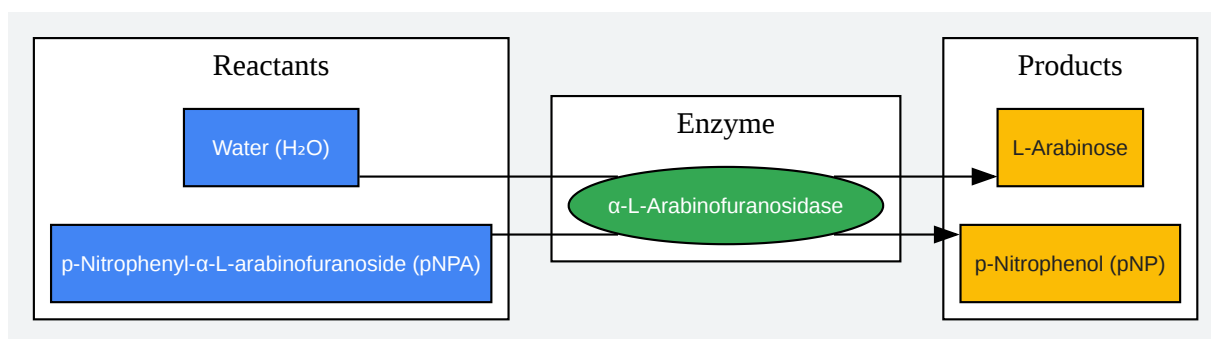 Reactants
Water (H₂O)
p-Nitrophenyl-α-L-arabinofuranoside (pNPA)
Enzyme
α-L-Arabinofuranosidase
Products
L-Arabinose
p-Nitrophenol (pNP)